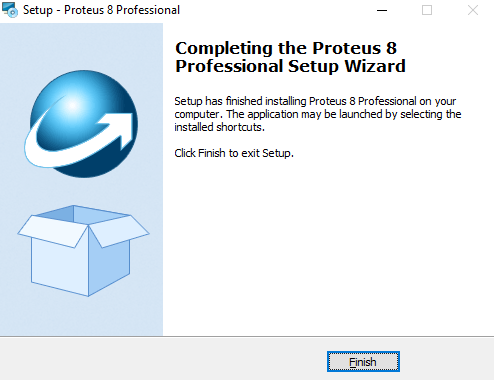 Setup - Proteus 8 Professional
Completing the Proteus 8
Professional Setup Wizard
Setup has finished installing Proteus 8 Professional on your
computer. The application may be launched by selecting the
installed shortcuts.
Click Finish to exit Setup.
Finish